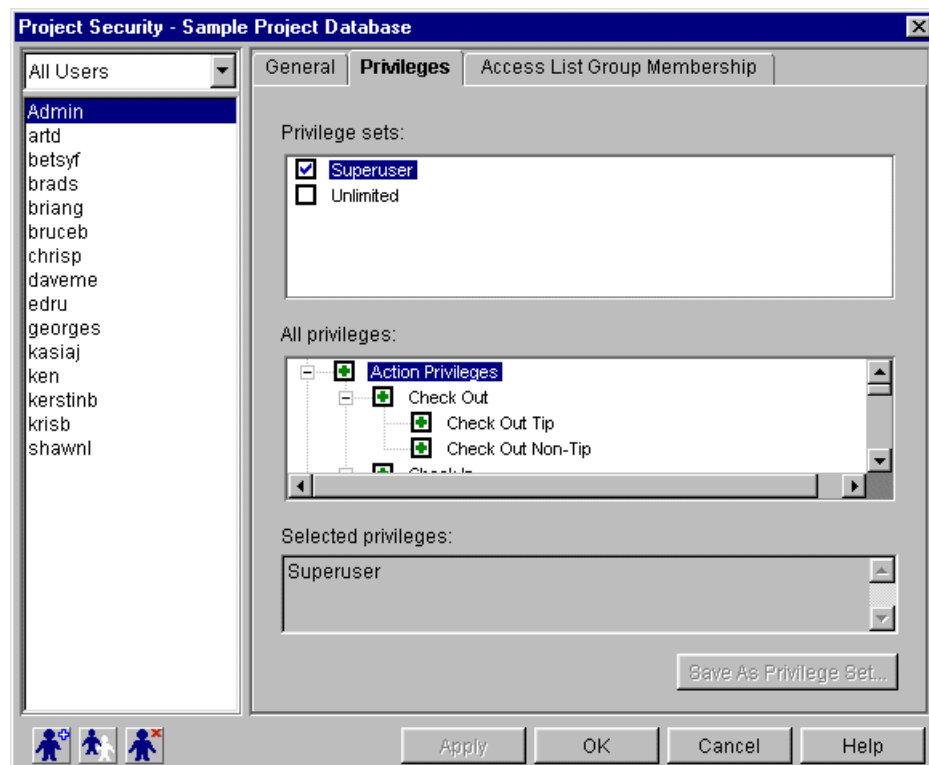 Project Security - Sample Project Database
All Users
Admin
artd
betsyf
brads
briang
bruceb
chrisp
daveme
edru
georges
kasiaj
ken
kerstinb
krisb
shawnl
General
Privileges
Access List Group Membership
Privilege sets:
Superuser
Unlimited
All privileges:
Action Privileges
Check Out
Check Out Tip
Check Out Non-Tip
Check In
Selected privileges:
Superuser
Save As Privilege Set...
Apply
OK
Cancel
Help